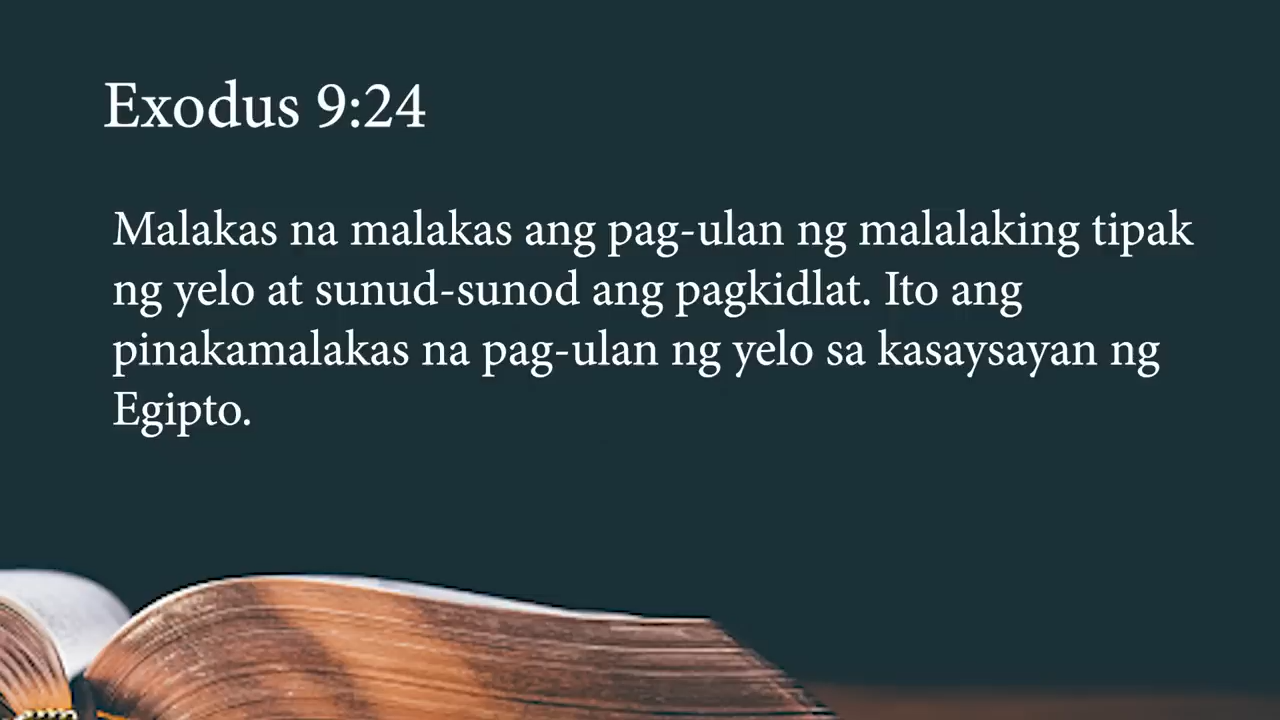 Exodus 9:24
Malakas na malakas ang pag-ulan ng malalaking tipak
ng yelo at sunud-sunod ang pagkidlat. Ito ang
pinakamalakas na pag-ulan ng yelo sa kasaysayan ng
Egipto.